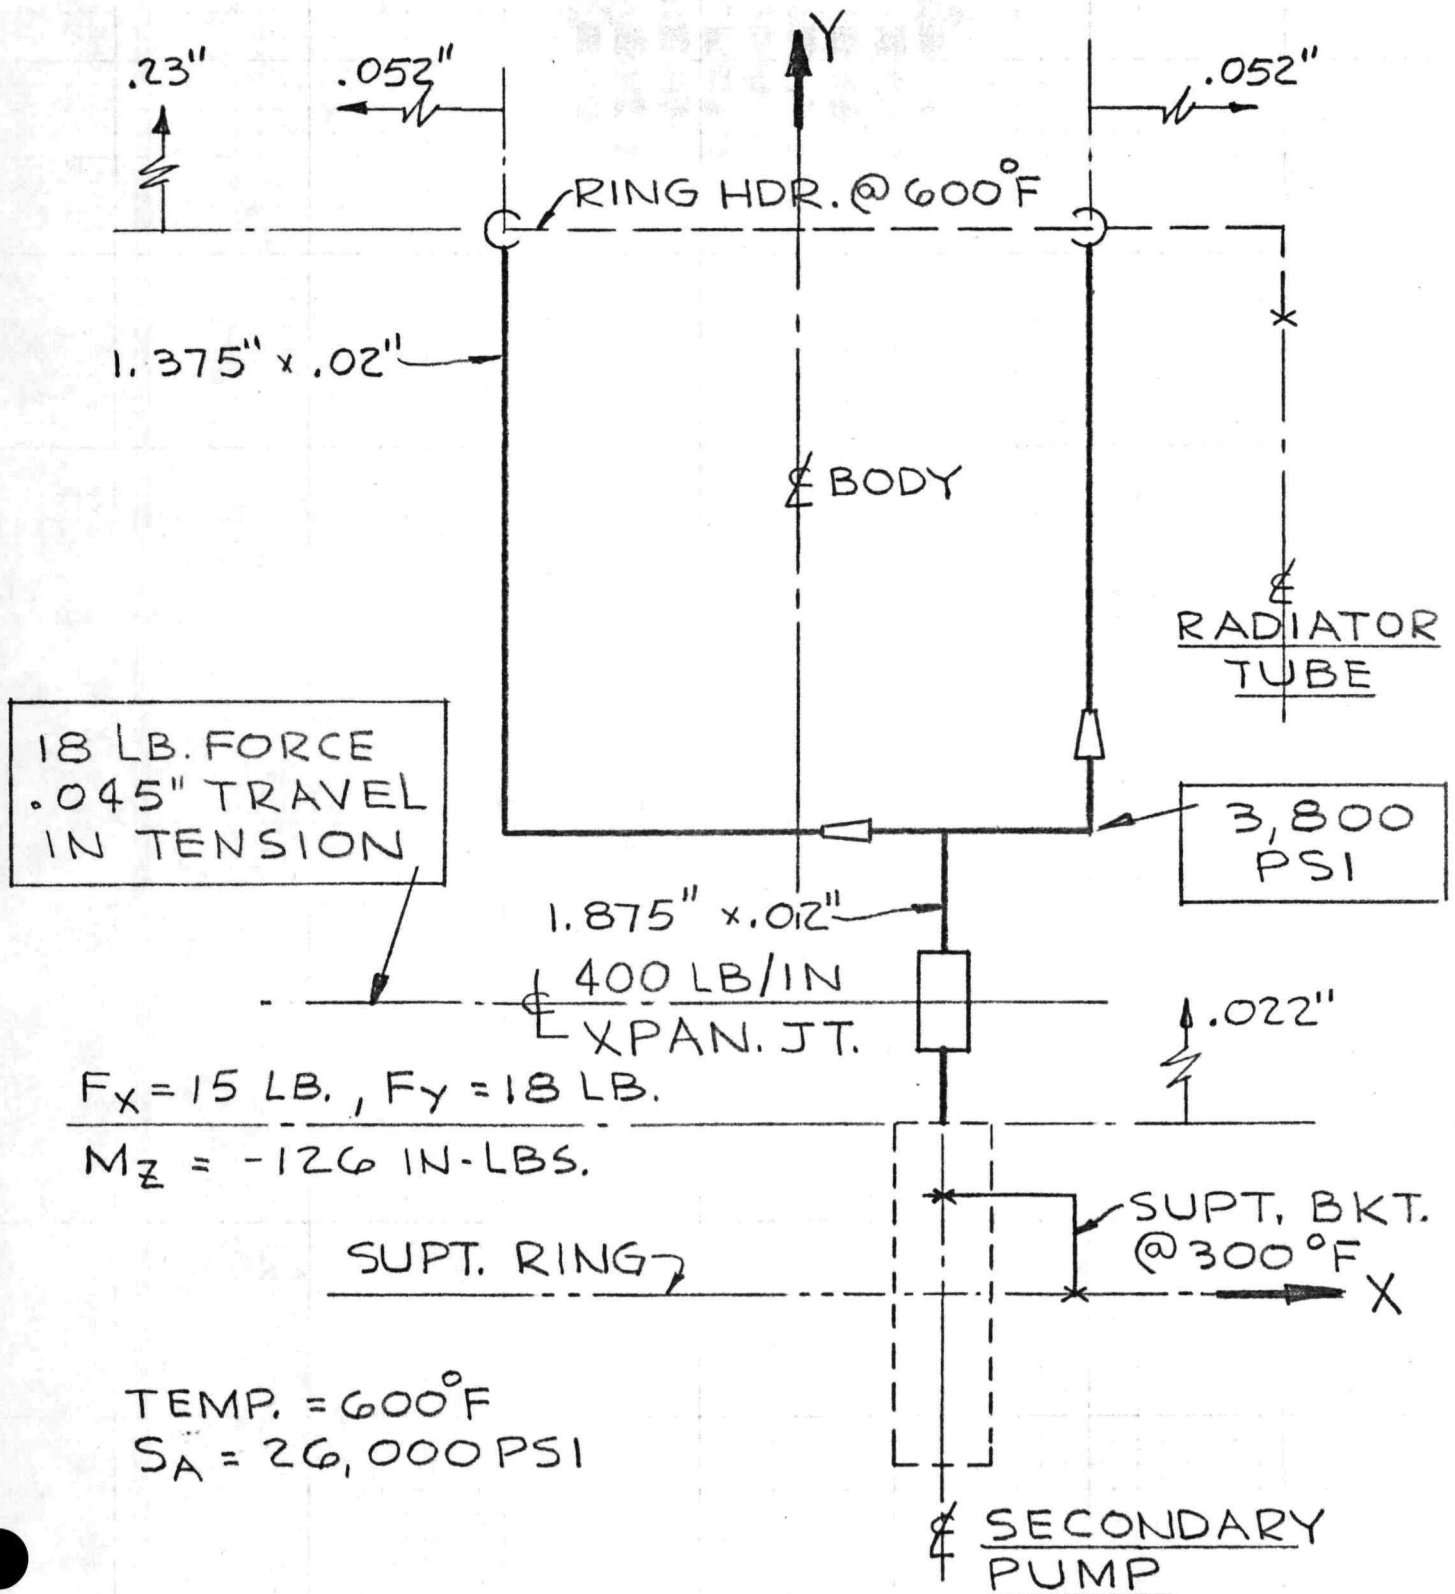 Y
.23"
.052"
.052"
RING HDR. @ 600°F
1.375" x .02"
℄ BODY
℄
RADIATOR
TUBE
18 LB. FORCE
.045" TRAVEL
IN TENSION
3,800
PSI
1.875" x .02"
℄ 400 LB/IN
XPAN. JT.
.022"
Fx = 15 LB., Fy = 18 LB.
Mz = -126 IN-LBS.
SUPT. BKT.
@ 300°F
SUPT. RING
X
TEMP. = 600°F
SA = 26,000 PSI
℄ SECONDARY
PUMP